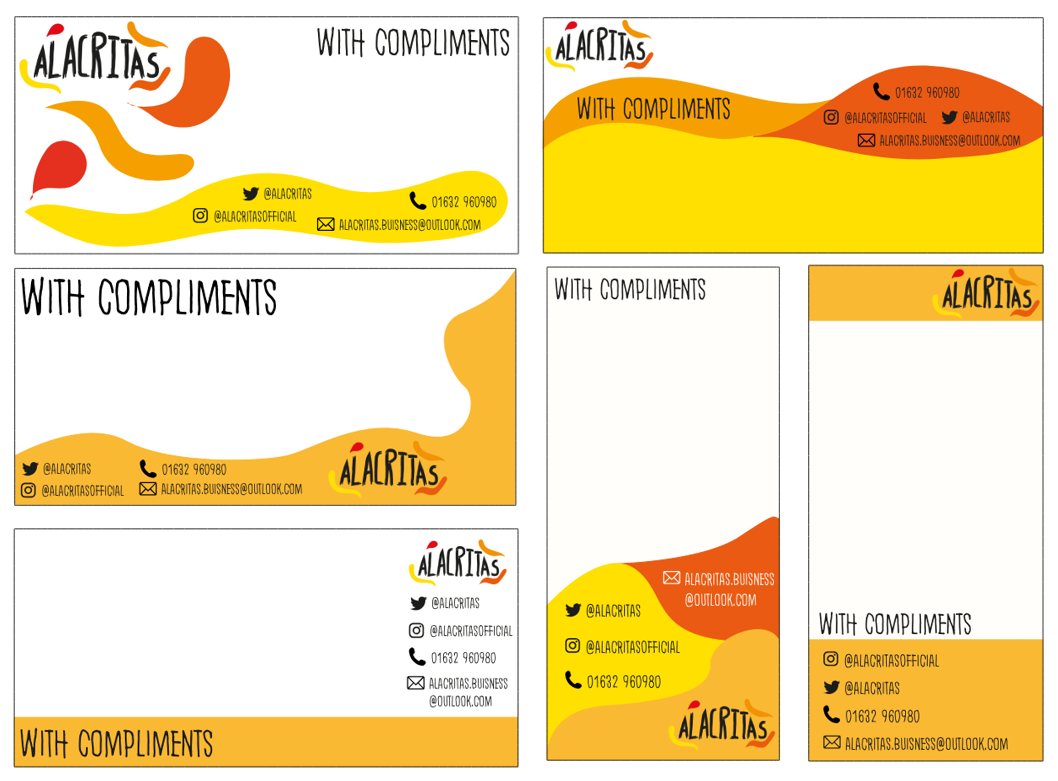 ALACRITAS
WITH COMPLIMENTS
@ALACRITAS
01632 960980
@ALACRITASOFFICIAL
ALACRITAS.BUISNESS@OUTLOOK.COM
ALACRITAS
WITH COMPLIMENTS
01632 960980
@ALACRITASOFFICIAL @ALACRITAS
ALACRITAS.BUISNESS@OUTLOOK.COM
WITH COMPLIMENTS
@ALACRITAS 01632 960980
@ALACRITASOFFICIAL ALACRITAS.BUISNESS@OUTLOOK.COM
ALACRITAS
WITH COMPLIMENTS
ALACRITAS.BUISNESS
@OUTLOOK.COM
@ALACRITAS
@ALACRITASOFFICIAL
01632 960980
ALACRITAS
ALACRITAS
WITH COMPLIMENTS
@ALACRITASOFFICIAL
@ALACRITAS
01632 960980
ALACRITAS.BUISNESS@OUTLOOK.COM
ALACRITAS
@ALACRITAS
@ALACRITASOFFICIAL
01632 960980
ALACRITAS.BUISNESS
@OUTLOOK.COM
WITH COMPLIMENTS